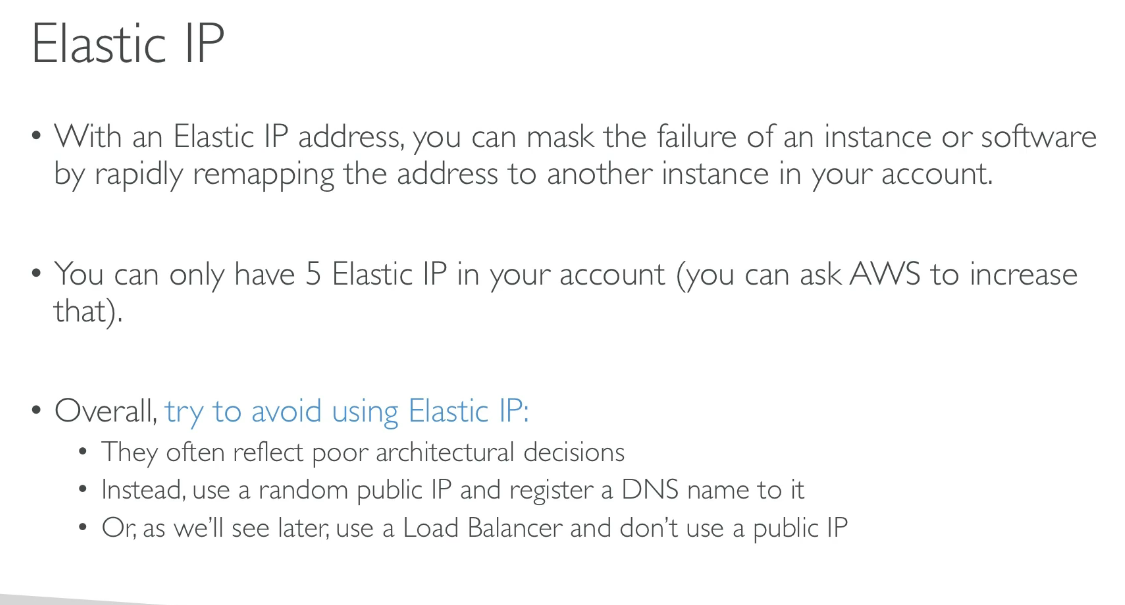 Elastic IP
• With an Elastic IP address, you can mask the failure of an instance or software
by rapidly remapping the address to another instance in your account.
• You can only have 5 Elastic IP in your account (you can ask AWS to increase
that).
• Overall, try to avoid using Elastic IP:
• They often reflect poor architectural decisions
• Instead, use a random public IP and register a DNS name to it
• Or, as we'll see later, use a Load Balancer and don't use a public IP